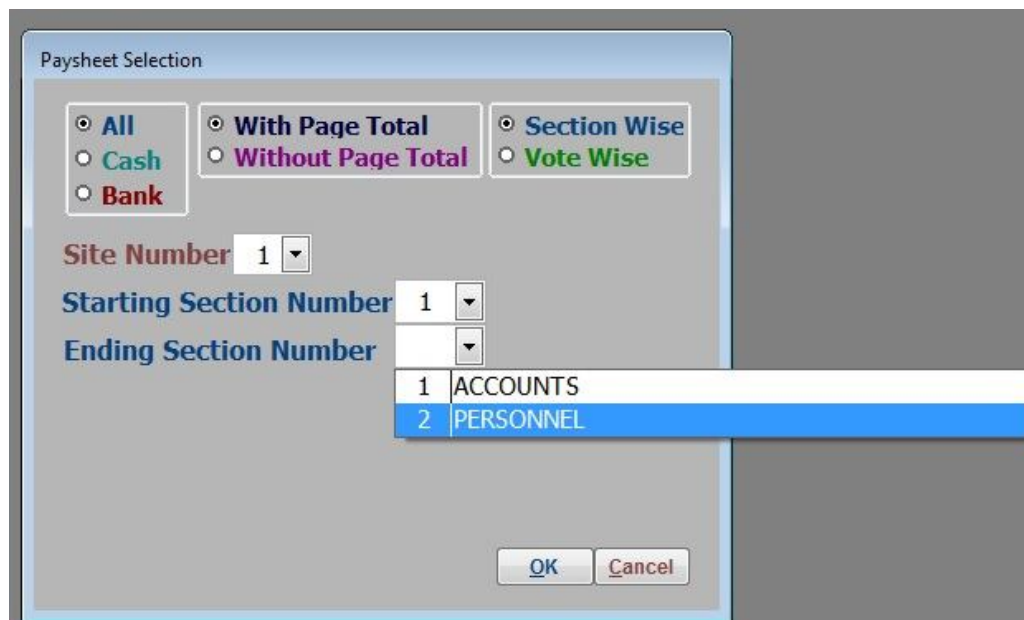 Paysheet Selection
All
Cash
Bank
With Page Total
Without Page Total
Section Wise
Vote Wise
Site Number 1
Starting Section Number 1
Ending Section Number
1 ACCOUNTS
2 PERSONNEL
OK Cancel